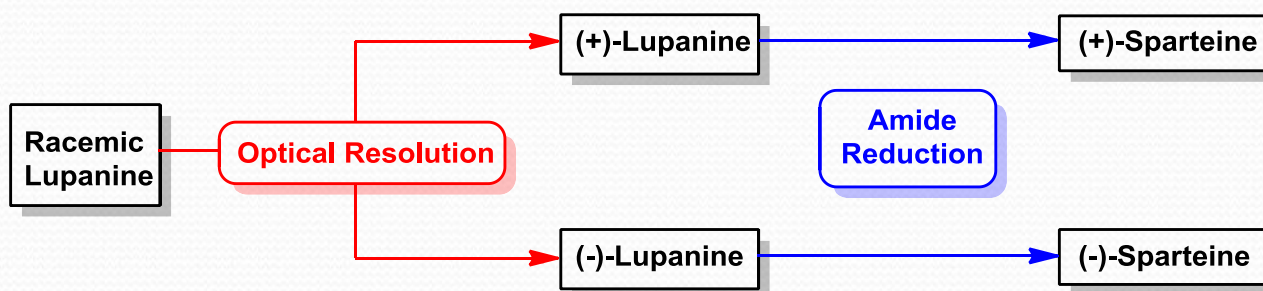 (+)-Lupanine
(+)-Sparteine
Racemic
Lupanine
Optical Resolution
Amide
Reduction
(-)-Lupanine
(-)-Sparteine